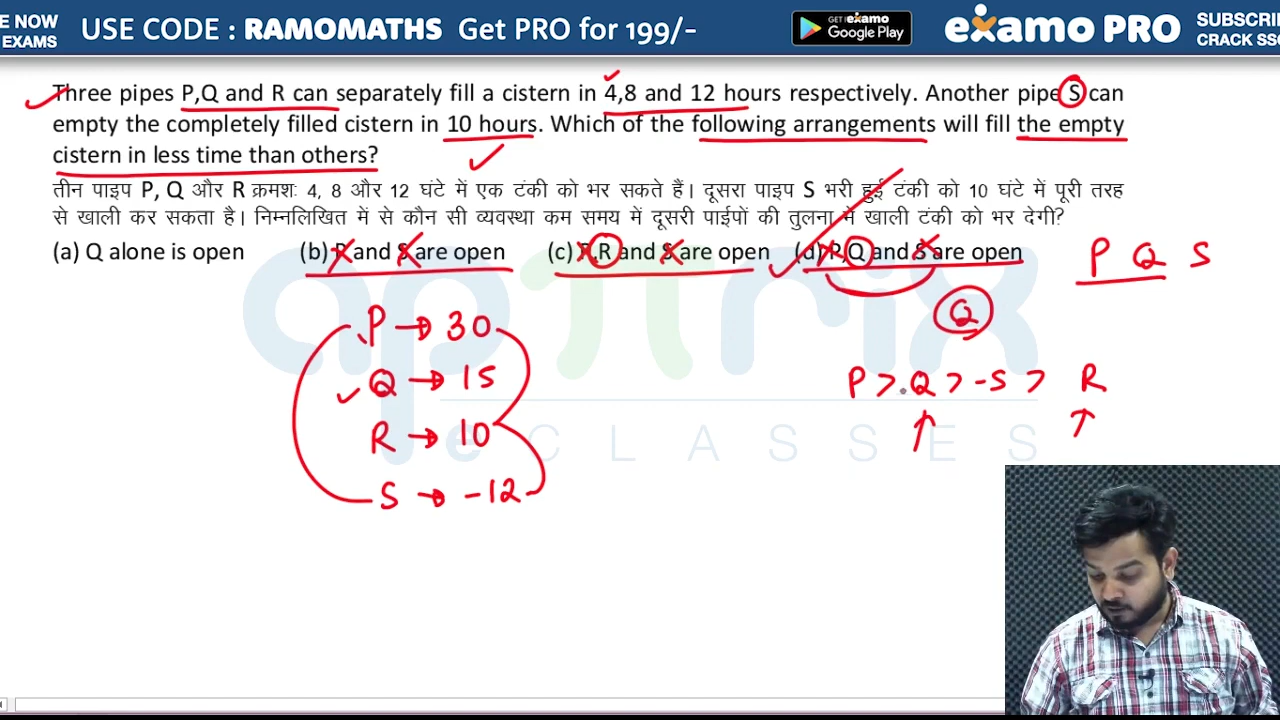 E NOW
EXAMS
USE CODE : RAMOMATHS Get PRO for 199/-
GET IT ON examo
Google Play
examo PRO
SUBSCRI
CRACK SSC
Three pipes P,Q and R can separately fill a cistern in 4,8 and 12 hours respectively. Another pipe S can
empty the completely filled cistern in 10 hours. Which of the following arrangements will fill the empty
cistern in less time than others?
तीन पाइप P, Q और R क्रमशः 4, 8 और 12 घंटे में एक टंकी को भर सकते हैं। दूसरा पाइप S भरी हुई टंकी को 10 घंटे में पूरी तरह
से खाली कर सकता है। निम्नलिखित में से कौन सी व्यवस्था कम समय में दूसरी पाईपों की तुलना में खाली टंकी को भर देगी?
(a) Q alone is open (b) and S are open (c) P,R and S are open (d) P,Q and S are open
P Q S
Q
P → 30
Q → 15
R → 10
S → -12
P > Q > -S > R
aptitrix
e CLASSES